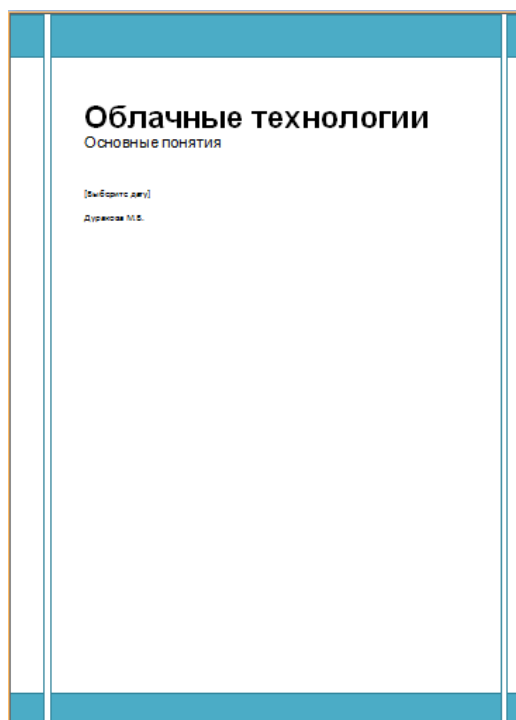 Облачные технологии
Основные понятия
[Выберите дату]
Дуракова М.В.